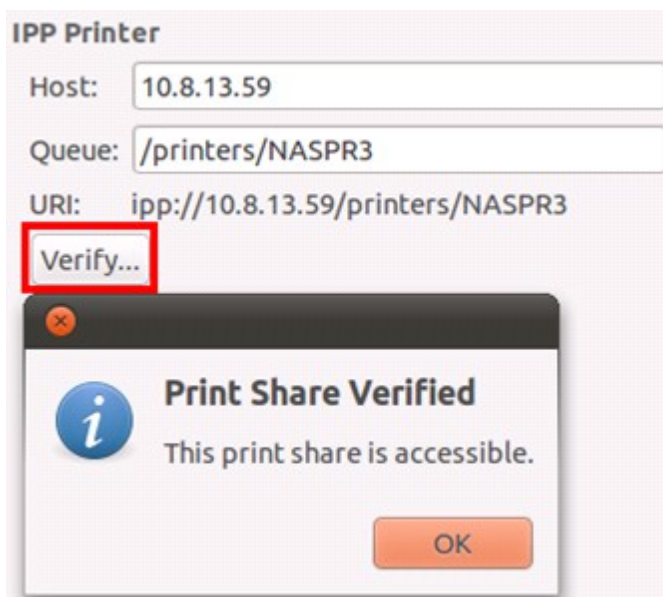 IPP Printer
Host: 10.8.13.59
Queue: /printers/NASPR3
URI: ipp://10.8.13.59/printers/NASPR3
Verify...
Print Share Verified
This print share is accessible.
OK